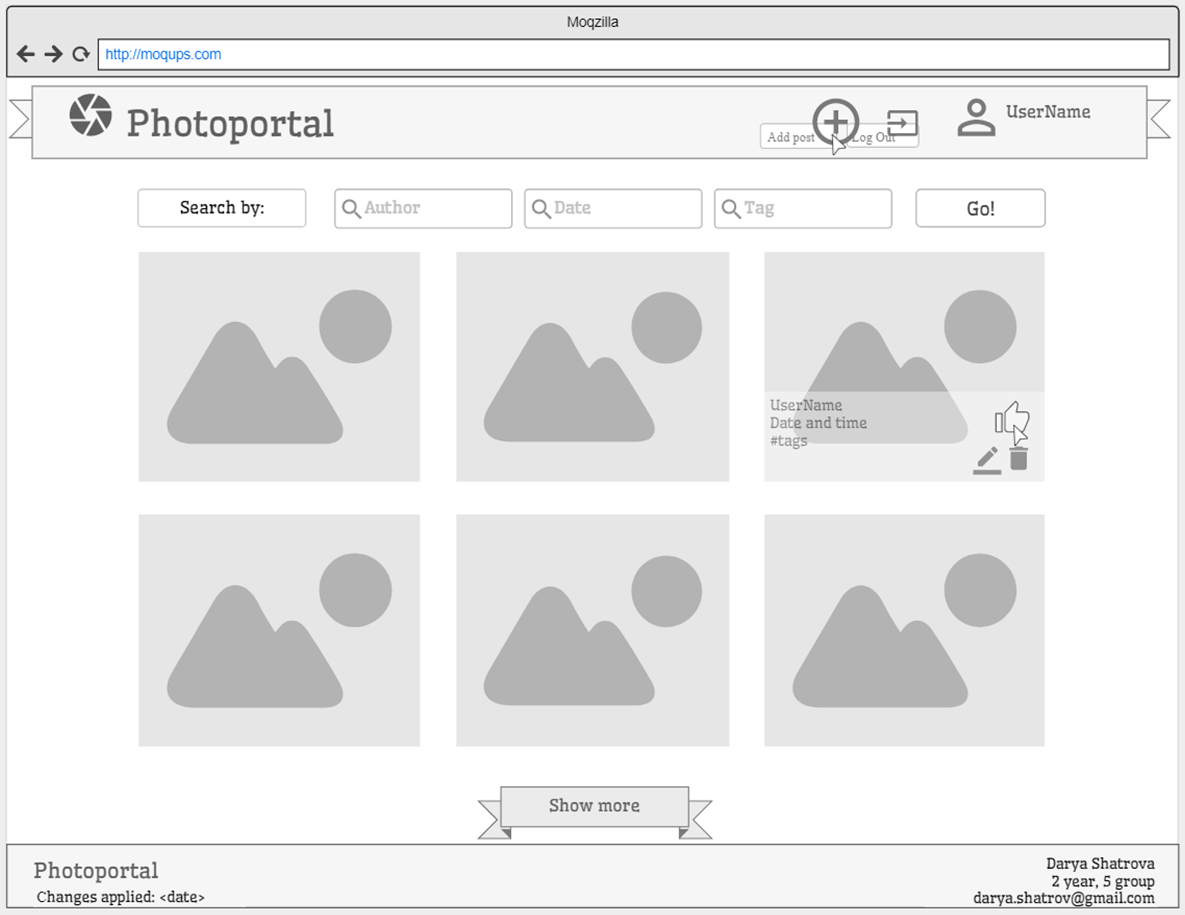 Moqzilla
http://moqups.com
Photoportal
Add post
Log Out
UserName
Search by:
Author
Date
Tag
Go!
UserName
Date and time
#tags
Show more
Photoportal
Changes applied: <date>
Darya Shatrova
2 year, 5 group
darya.shatrov@gmail.com